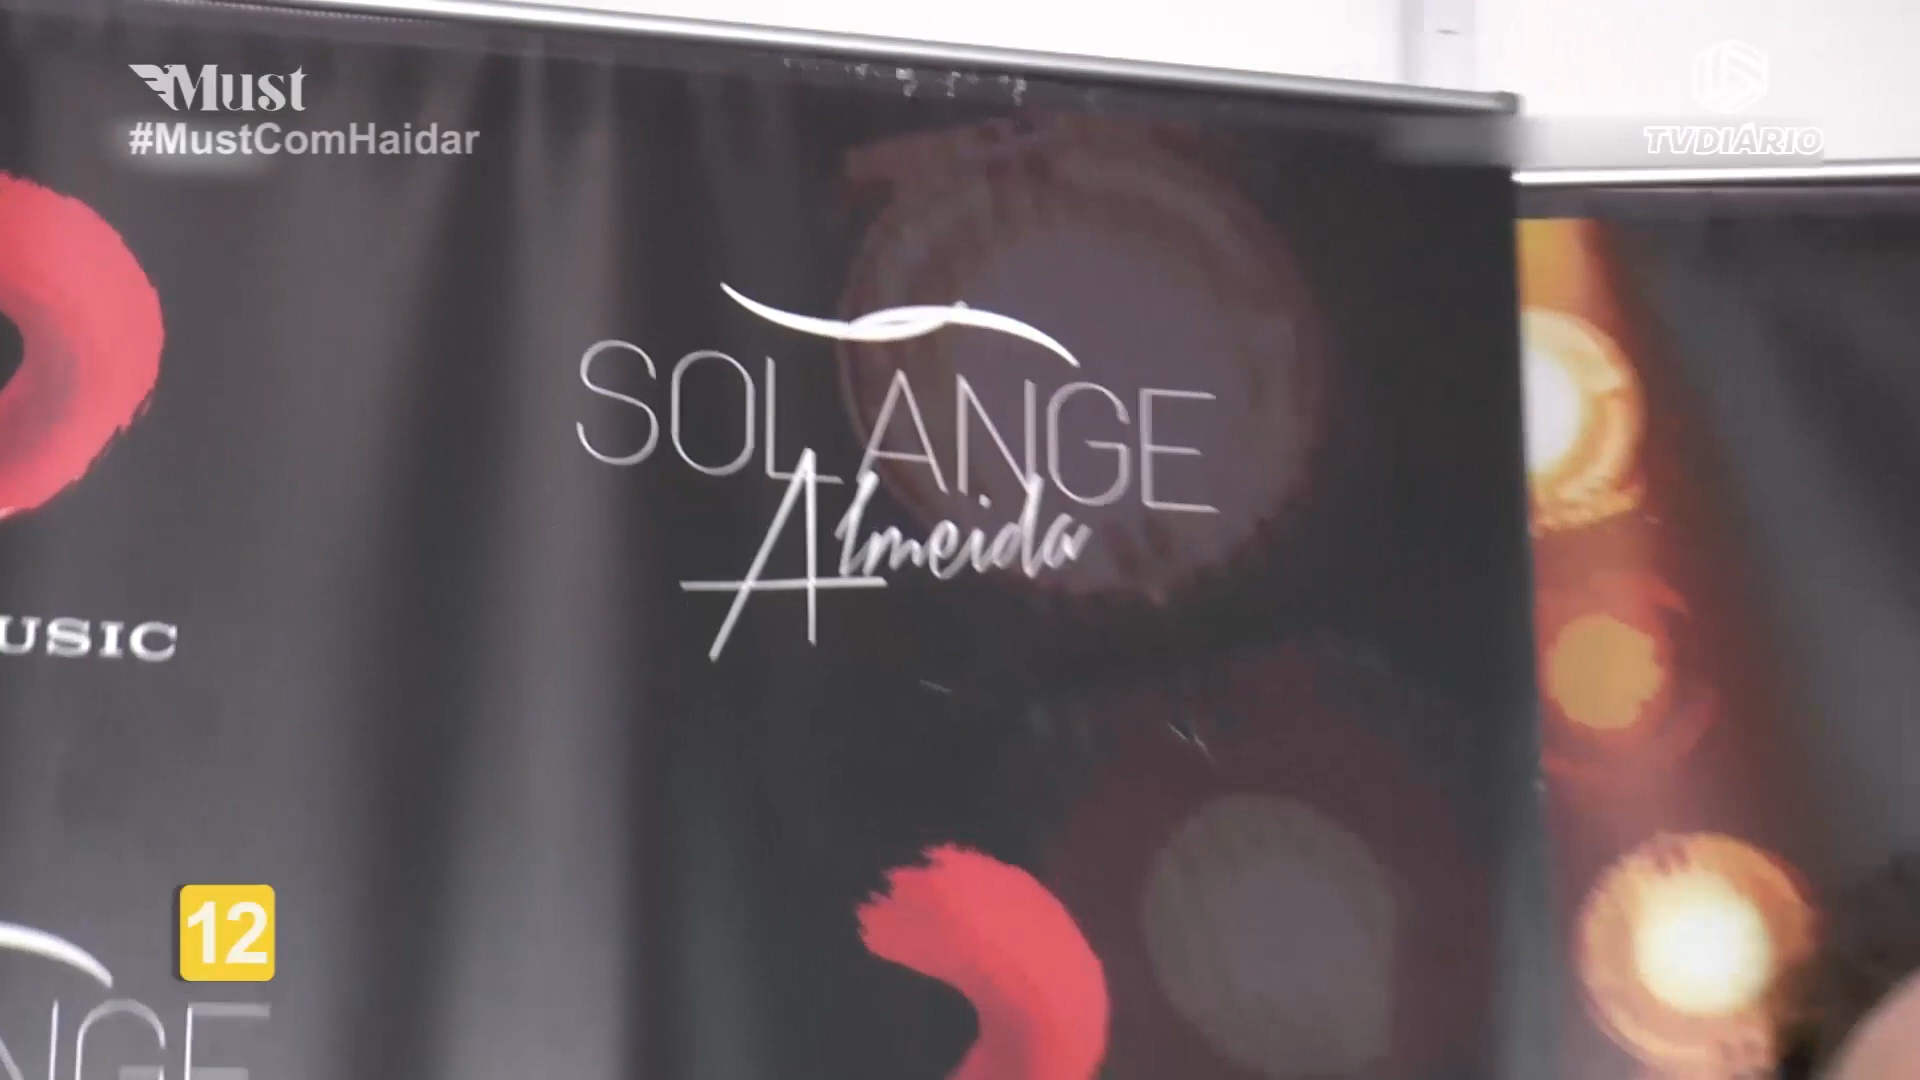 Must
#MustComHaidar
TVDIÁRIO
SOLANGE
Almeida
USIC
12
NGE